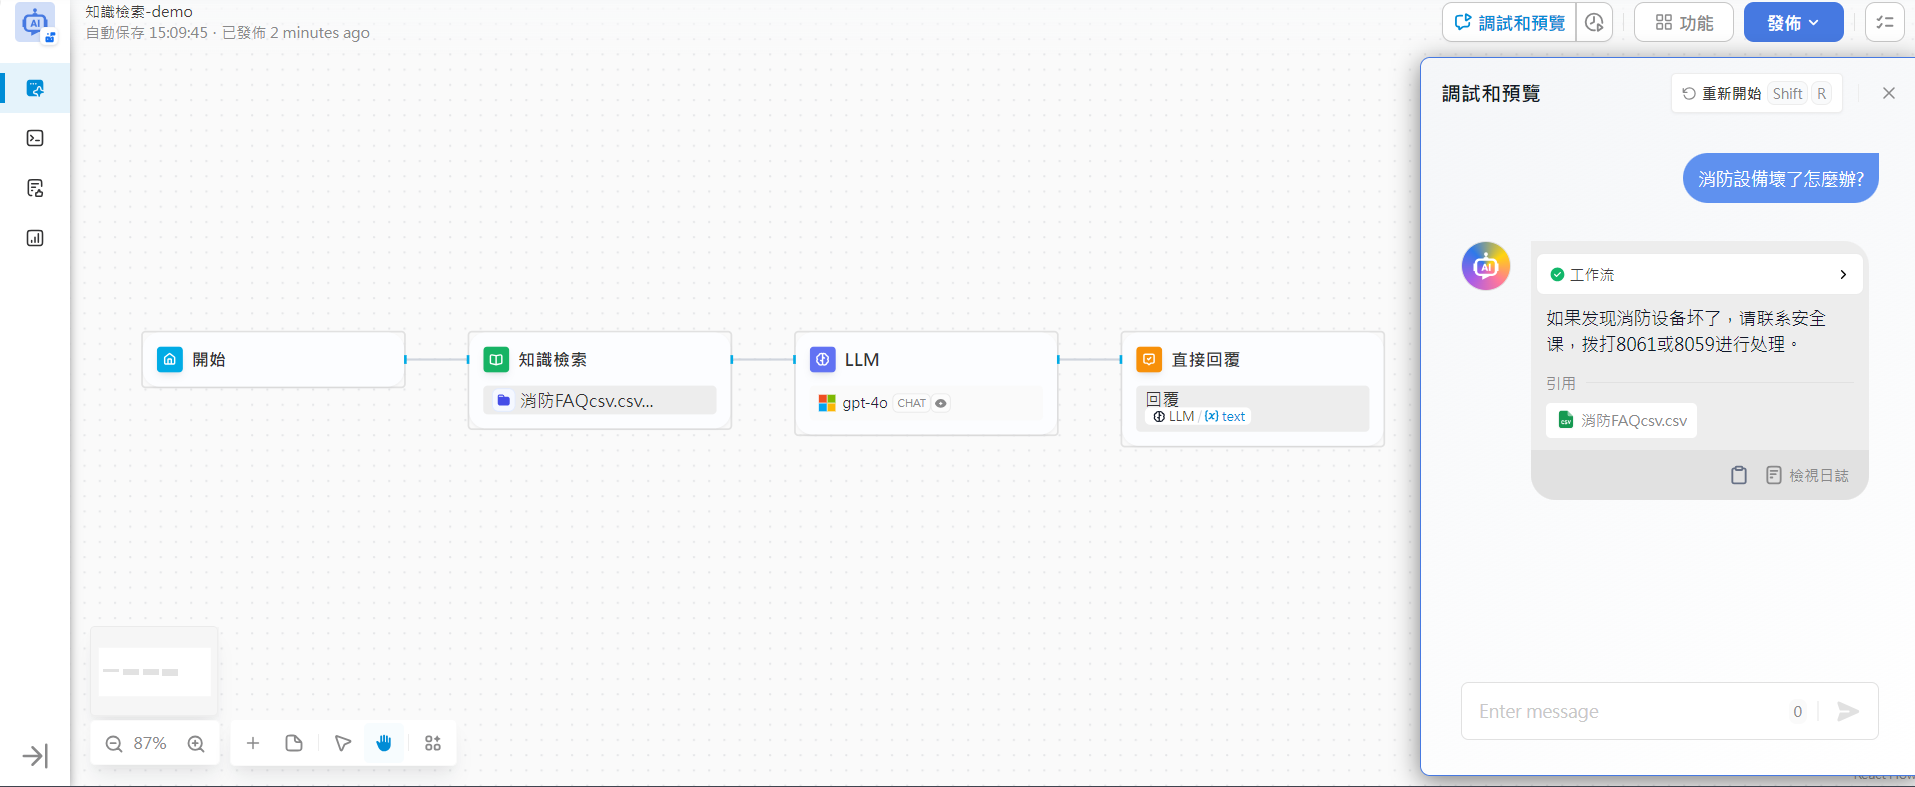 知識檢索-demo
自動保存 15:09:45 · 已發佈 2 minutes ago
調試和預覽
功能
發佈
調試和預覽
重新開始 Shift R
消防設備壞了怎麼辦?
工作流
如果发现消防设备坏了，请联系安全
课，拨打8061或8059进行处理。
引用
消防FAQcsv.csv
檢視日誌
開始
知識檢索
消防FAQcsv.csv...
LLM
gpt-4o CHAT
直接回覆
回覆
LLM / (x) text
87%
Enter message 0
React Flow